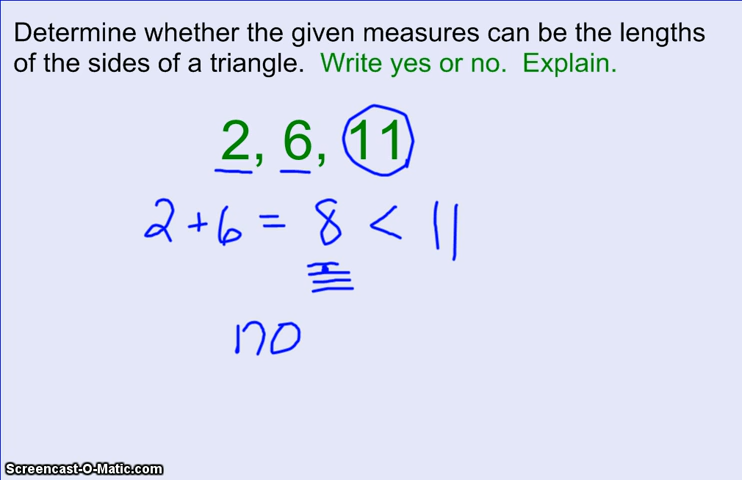 Determine whether the given measures can be the lengths
of the sides of a triangle. Write yes or no. Explain.
2, 6, 11
2 + 6 = 8 < 11
no
Screencast-O-Matic.com